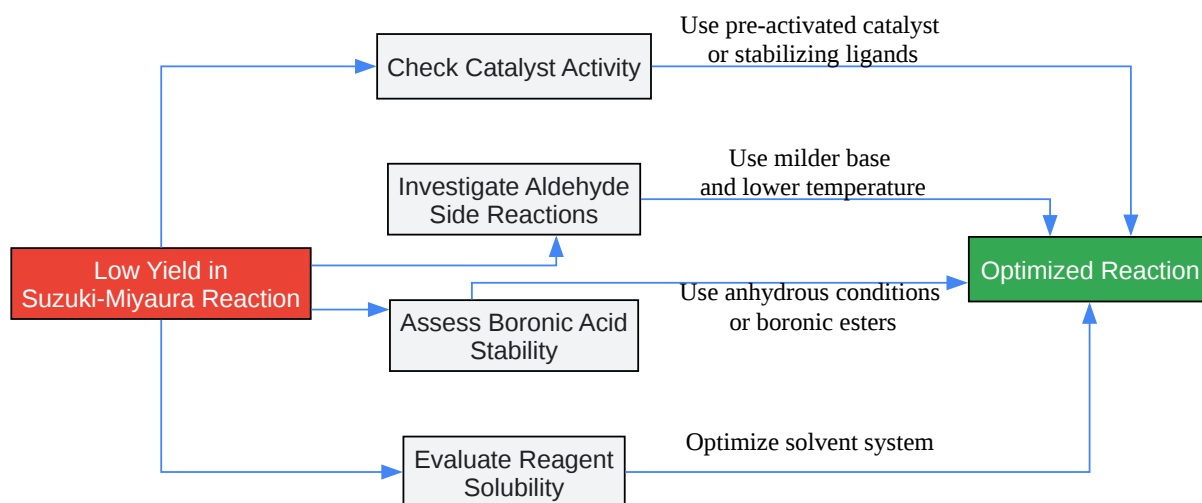 Use pre-activated catalyst
or stabilizing ligands
Check Catalyst Activity
Use milder base
and lower temperature
Investigate Aldehyde
Side Reactions
Low Yield in
Suzuki-Miyaura Reaction
Optimized Reaction
Use anhydrous conditions
or boronic esters
Assess Boronic Acid
Stability
Optimize solvent system
Evaluate Reagent
Solubility